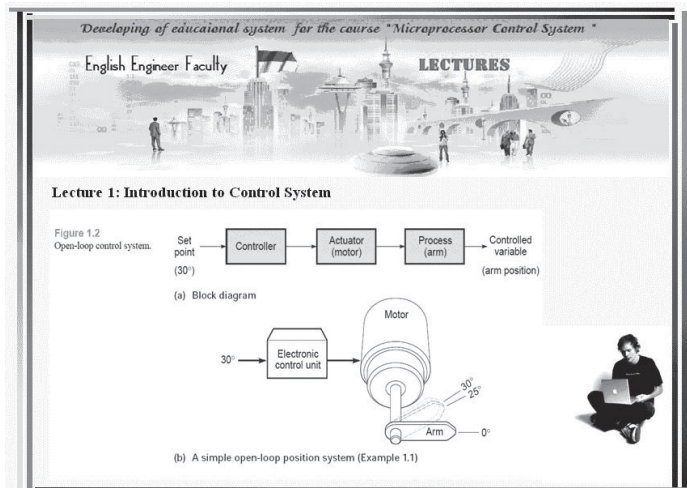 Developing of educaional system for the course "Microprocessor Control System "
English Engineer Faculty
LECTURES
Lecture 1: Introduction to Control System
Figure 1.2
Open-loop control system.
Set point
(30°)
Controller
Actuator
(motor)
Process
(arm)
Controlled
variable
(arm position)
(a) Block diagram
Motor
30°
Electronic
control unit
30°
25°
Arm
0°
(b) A simple open-loop position system (Example 1.1)